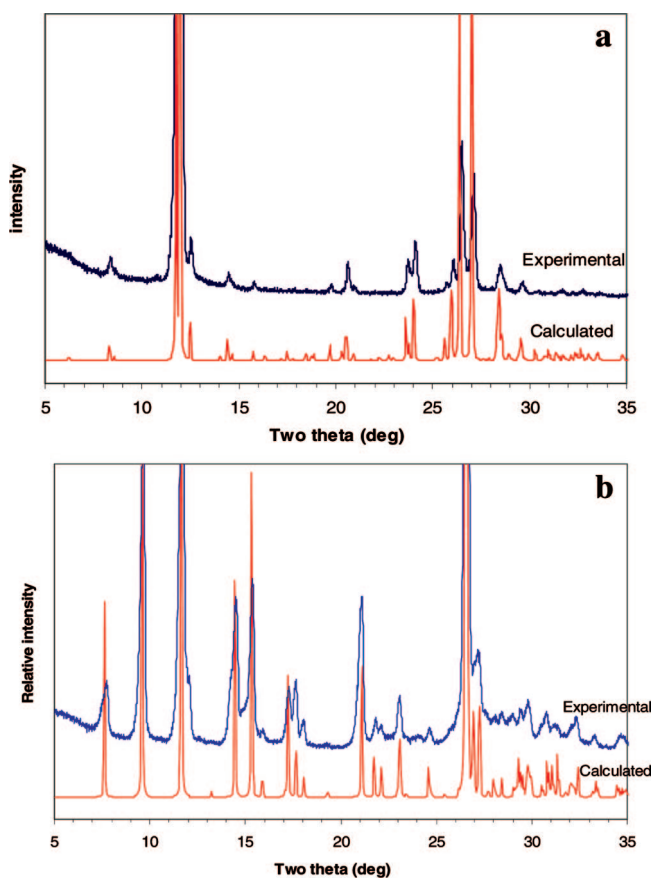 a
intensity
Experimental
Calculated
5 10 15 20 25 30 35
Two theta (deg)
b
Relative intensity
Experimental
Calculated
5 10 15 20 25 30 35
Two theta (deg)